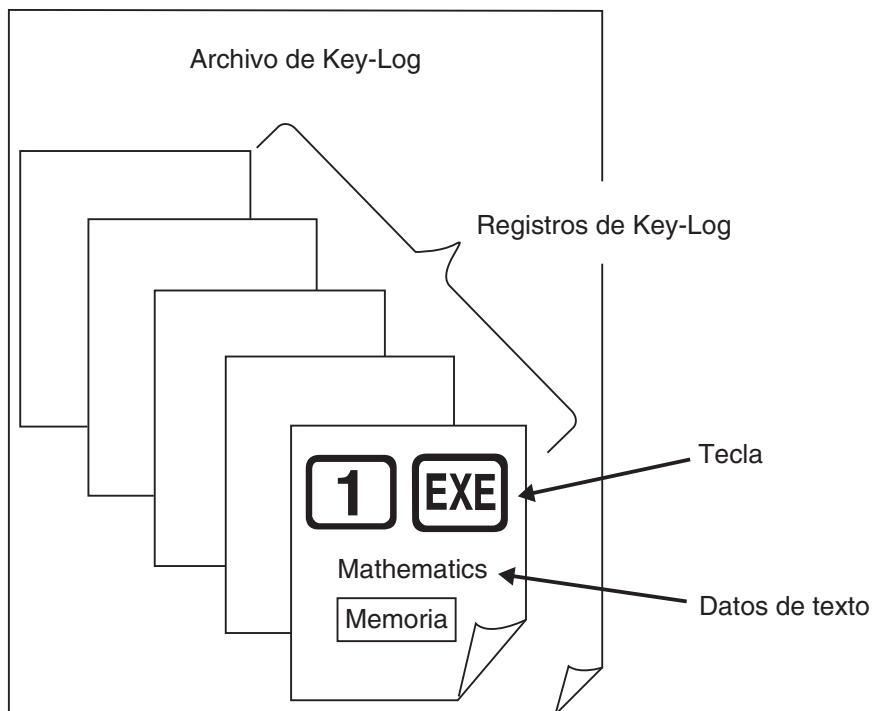 Archivo de Key-Log
Registros de Key-Log
1 EXE
Tecla
Mathematics
Memoria
Datos de texto